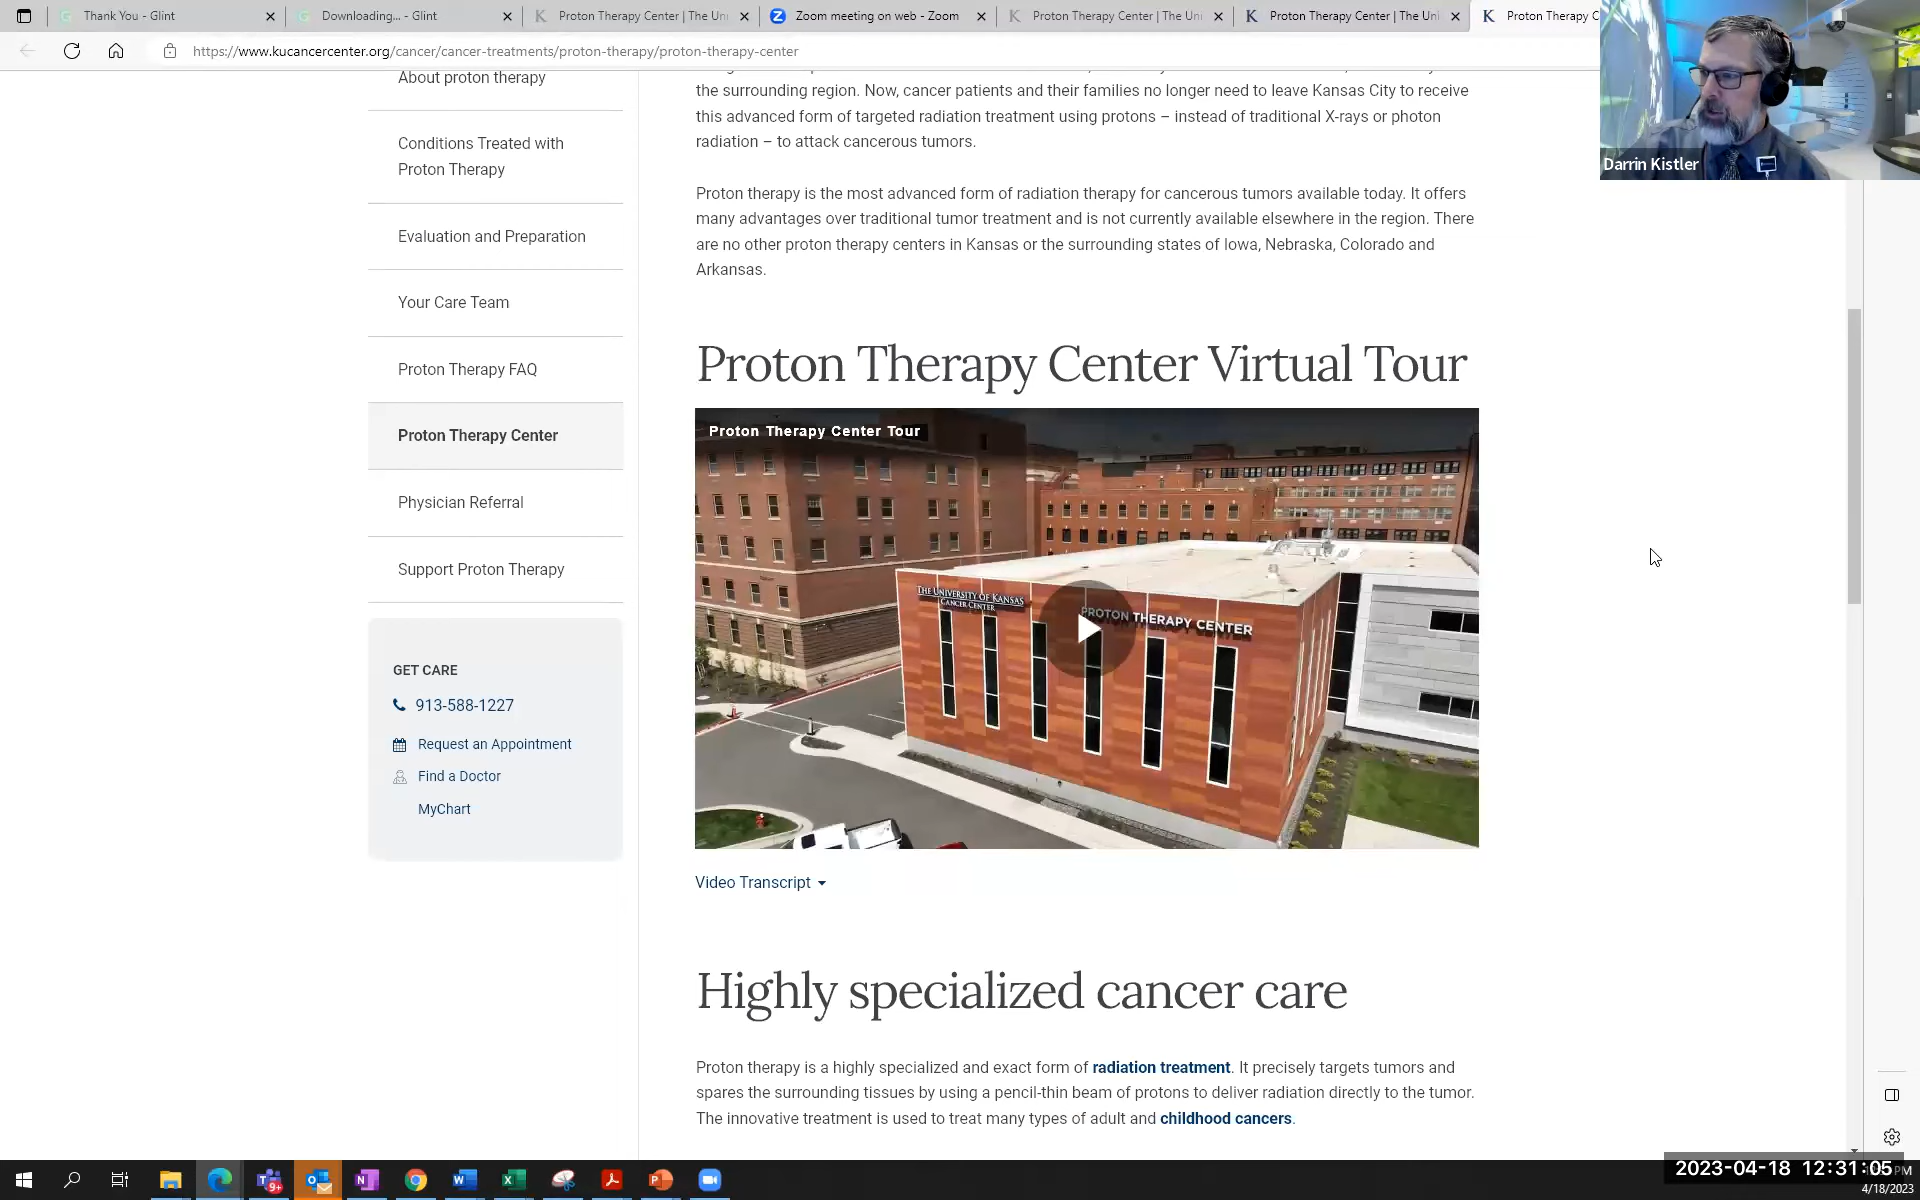 Thank You - Glint
Downloading... - Glint
Proton Therapy Center | The Un
Zoom meeting on web - Zoom
Proton Therapy Center | The Un
Proton Therapy Center | The Uni
Proton Therapy C
https://www.kucancercenter.org/cancer/cancer-treatments/proton-therapy/proton-therapy-center
Darrin Kistler
About proton therapy
Conditions Treated with
Proton Therapy
Evaluation and Preparation
Your Care Team
Proton Therapy FAQ
Proton Therapy Center
Physician Referral
Support Proton Therapy
GET CARE
913-588-1227
Request an Appointment
Find a Doctor
MyChart
the surrounding region. Now, cancer patients and their families no longer need to leave Kansas City to receive
this advanced form of targeted radiation treatment using protons – instead of traditional X-rays or photon
radiation – to attack cancerous tumors.
Proton therapy is the most advanced form of radiation therapy for cancerous tumors available today. It offers
many advantages over traditional tumor treatment and is not currently available elsewhere in the region. There
are no other proton therapy centers in Kansas or the surrounding states of Iowa, Nebraska, Colorado and
Arkansas.
Proton Therapy Center Virtual Tour
Proton Therapy Center Tour
THE UNIVERSITY OF KANSAS
CANCER CENTER
PROTON THERAPY CENTER
Video Transcript
Highly specialized cancer care
Proton therapy is a highly specialized and exact form of radiation treatment. It precisely targets tumors and
spares the surrounding tissues by using a pencil-thin beam of protons to deliver radiation directly to the tumor.
The innovative treatment is used to treat many types of adult and childhood cancers.
9+
2023-04-18 12:31:05 PM
4/18/2023